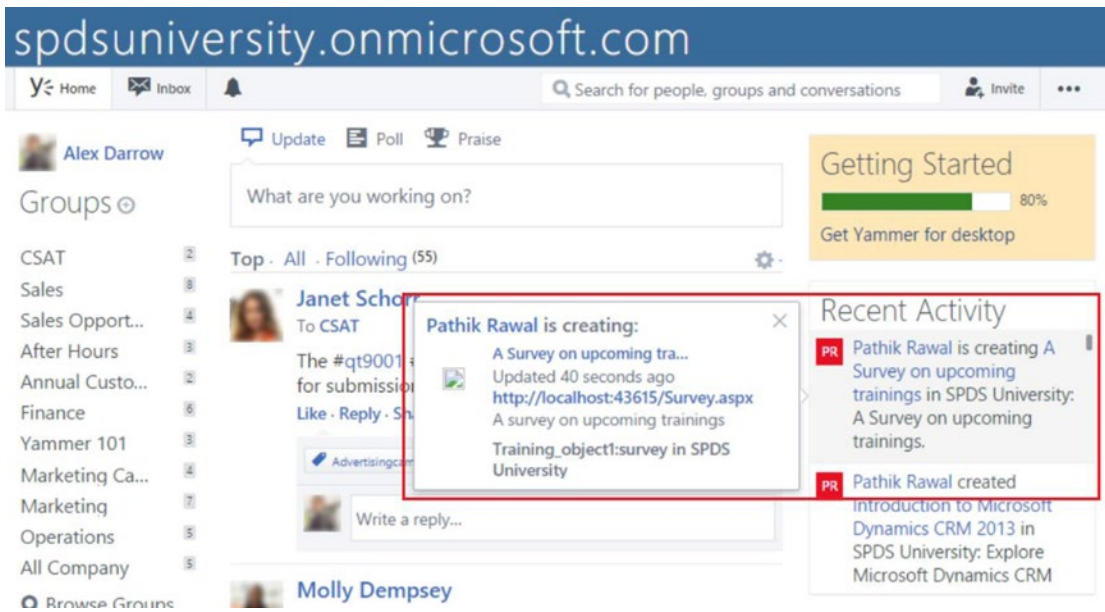 spdsuniversity.onmicrosoft.com
Home
Inbox
Search for people, groups and conversations
Invite
Alex Darrow
Groups
CSAT 2
Sales 8
Sales Opport... 4
After Hours 3
Annual Custo... 2
Finance 6
Yammer 101 3
Marketing Ca... 4
Marketing 7
Operations 5
All Company 5
Browse Groups
Update Poll Praise
What are you working on?
Top · All · Following (55)
Janet Schorr
To CSAT
The #qt9001
for submission
Like · Reply · Sh
Advertisingcam
Write a reply...
Molly Dempsey
Pathik Rawal is creating:
A Survey on upcoming tra...
Updated 40 seconds ago
http://localhost:43615/Survey.aspx
A survey on upcoming trainings
Training_object1:survey in SPDS
University
Getting Started
80%
Get Yammer for desktop
Recent Activity
PR Pathik Rawal is creating A
Survey on upcoming
trainings in SPDS University:
A Survey on upcoming
trainings.
PR Pathik Rawal created
Introduction to Microsoft
Dynamics CRM 2013 in
SPDS University: Explore
Microsoft Dynamics CRM